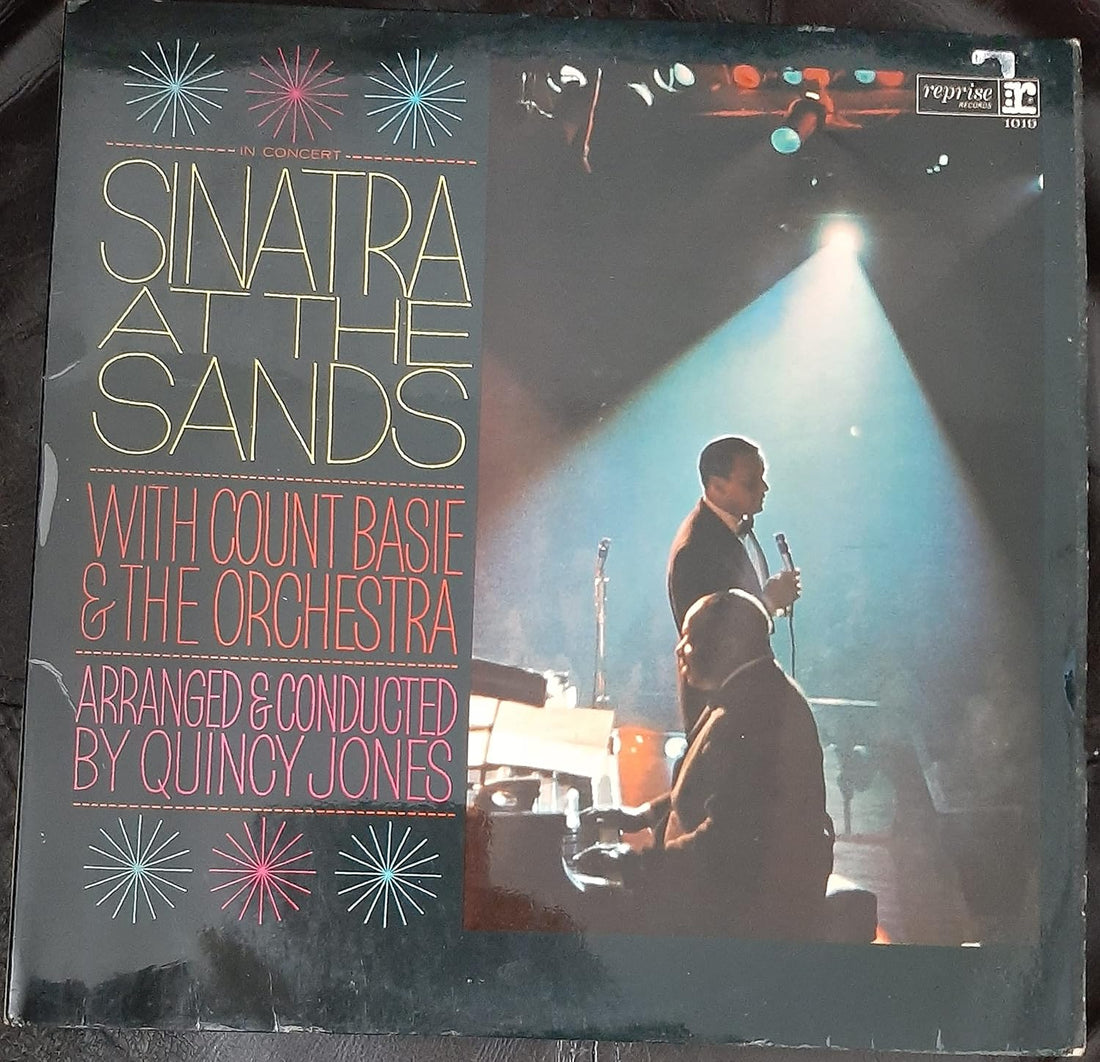 IN CONCERT
SINATRA
AT THE
SANDS
WITH COUNT BASIE
& THE ORCHESTRA
ARRANGED & CONDUCTED
BY QUINCY JONES
reprise r:
RECORDS
1019